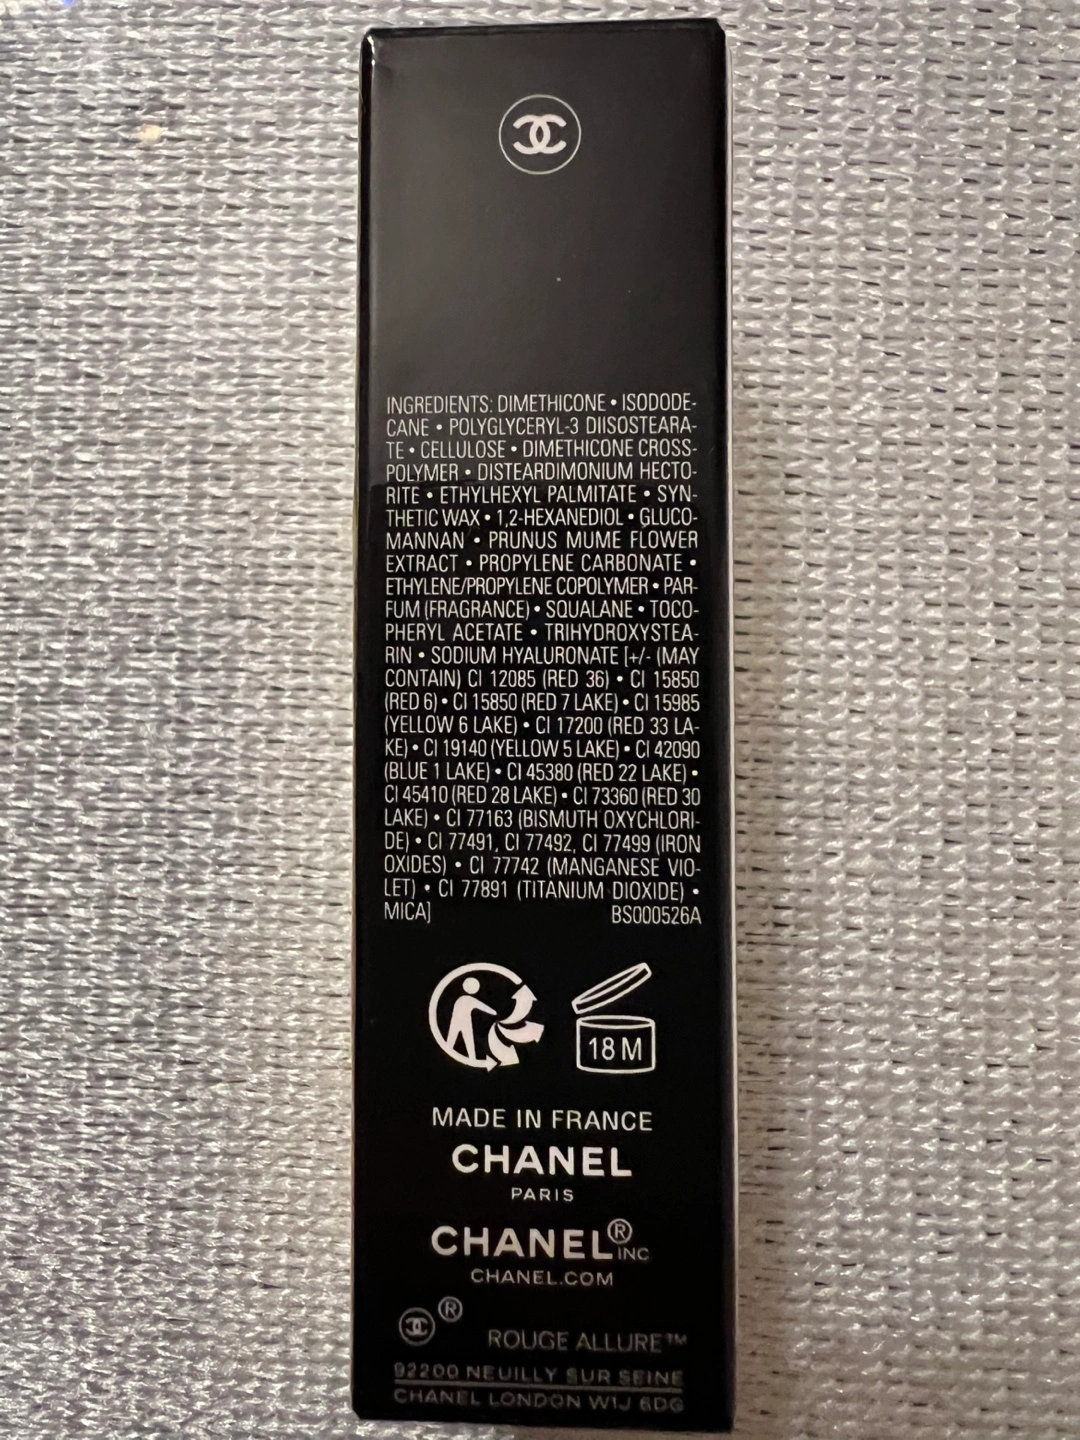 INGREDIENTS: DIMETHICONE • ISODODE-
CANE • POLYGLYCERYL-3 DIISOSTEARA-
TE • CELLULOSE • DIMETHICONE CROSS-
POLYMER • DISTEARDIMONIUM HECTO-
RITE • ETHYLHEXYL PALMITATE • SYN-
THETIC WAX • 1,2-HEXANEDIOL • GLUCO-
MANNAN • PRUNUS MUME FLOWER
EXTRACT • PROPYLENE CARBONATE •
ETHYLENE/PROPYLENE COPOLYMER • PAR-
FUM (FRAGRANCE) • SQUALANE • TOCO-
PHERYL ACETATE • TRIHYDROXYSTEA-
RIN • SODIUM HYALURONATE [+/- (MAY
CONTAIN) CI 12085 (RED 36) • CI 15850
(RED 6) • CI 15850 (RED 7 LAKE) • CI 15985
(YELLOW 6 LAKE) • CI 17200 (RED 33 LA-
KE) • CI 19140 (YELLOW 5 LAKE) • CI 42090
(BLUE 1 LAKE) • CI 45380 (RED 22 LAKE) •
CI 45410 (RED 28 LAKE) • CI 73360 (RED 30
LAKE) • CI 77163 (BISMUTH OXYCHLORI-
DE) • CI 77491, CI 77492, CI 77499 (IRON
OXIDES) • CI 77742 (MANGANESE VIO-
LET) • CI 77891 (TITANIUM DIOXIDE) •
MICA] BS000526A
18 M
MADE IN FRANCE
CHANEL
PARIS
CHANEL® INC
CHANEL.COM
® ROUGE ALLURE™
92200 NEUILLY SUR SEINE
CHANEL LONDON W1J 6DG